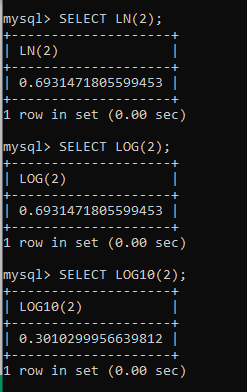 mysql> SELECT LN(2);
+--------------------+
| LN(2)              |
+--------------------+
| 0.6931471805599453 |
+--------------------+
1 row in set (0.00 sec)
mysql> SELECT LOG(2);
+--------------------+
| LOG(2)             |
+--------------------+
| 0.6931471805599453 |
+--------------------+
1 row in set (0.00 sec)
mysql> SELECT LOG10(2);
+--------------------+
| LOG10(2)           |
+--------------------+
| 0.3010299956639812 |
+--------------------+
1 row in set (0.00 sec)